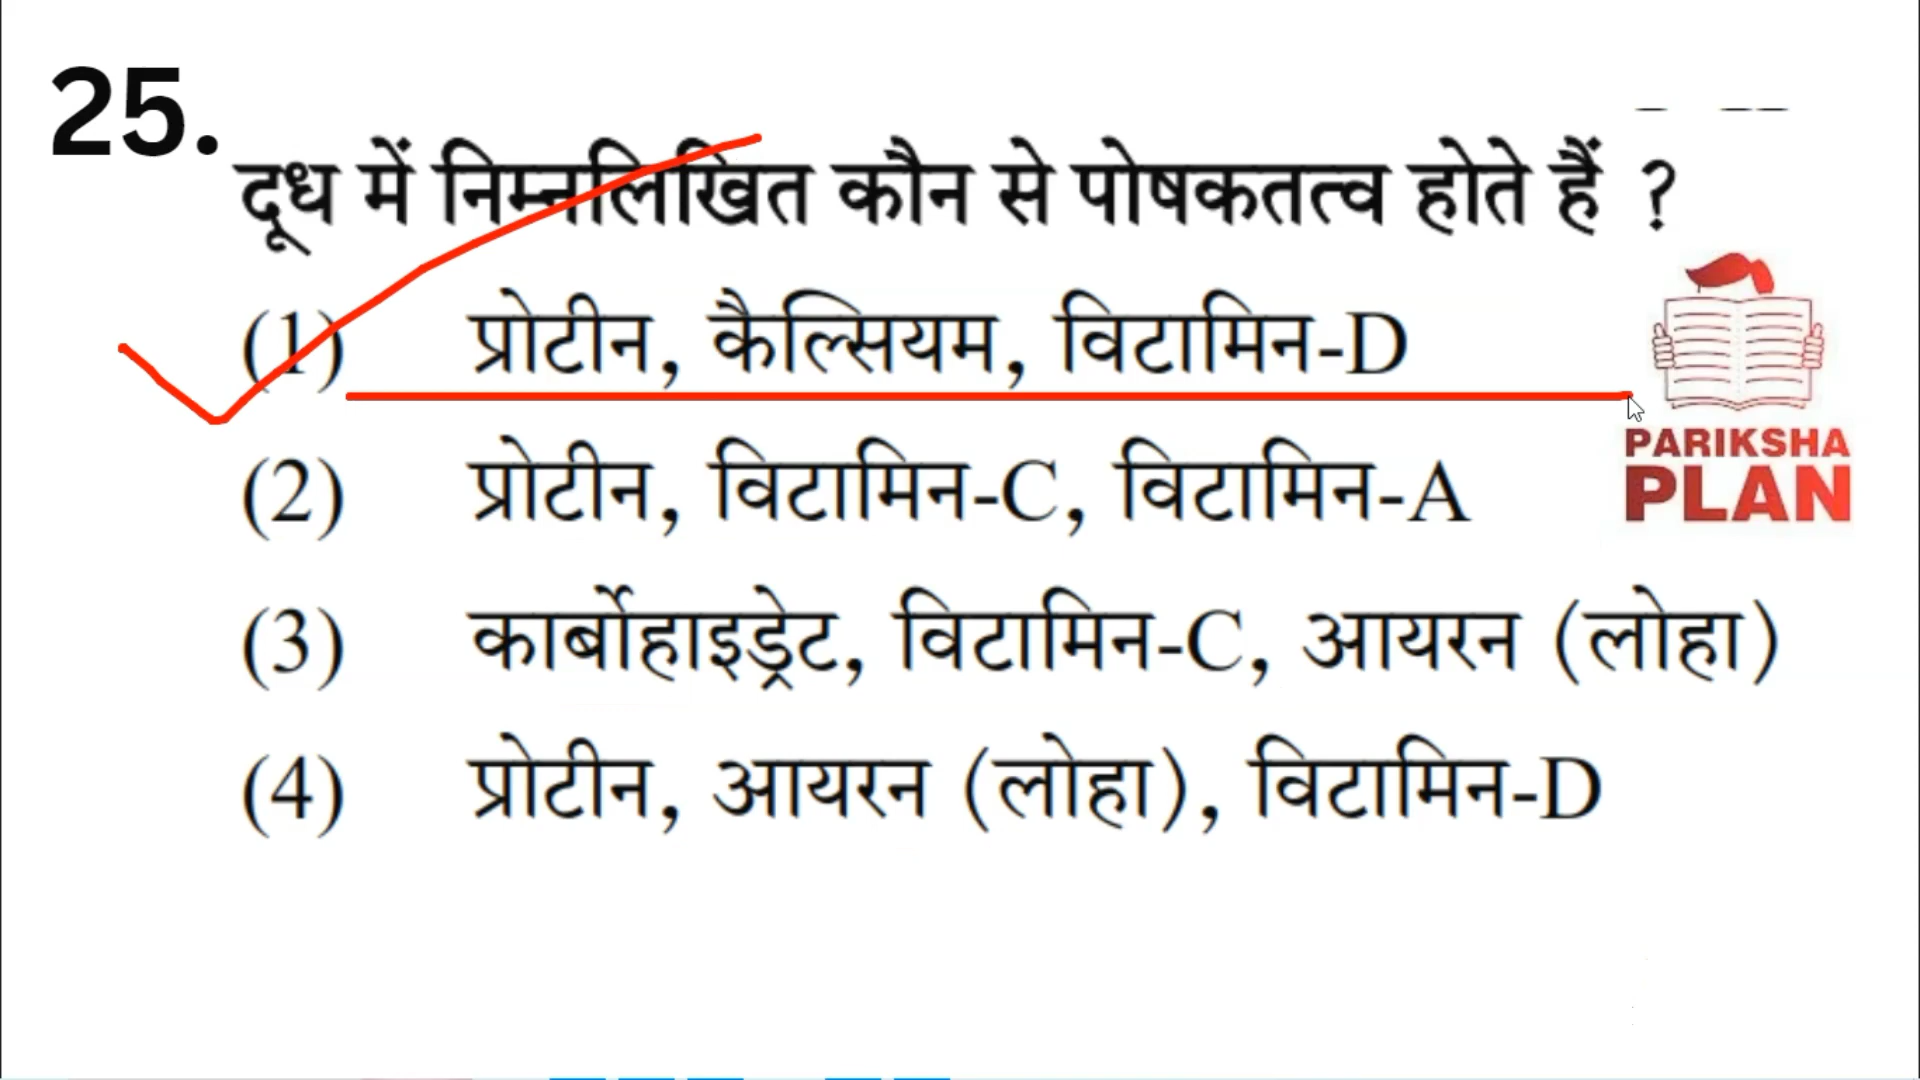 25.
दूध में निम्नलिखित कौन से पोषकतत्व होते हैं ?
(1) प्रोटीन, कैल्सियम, विटामिन-D
(2) प्रोटीन, विटामिन-C, विटामिन-A
(3) कार्बोहाइड्रेट, विटामिन-C, आयरन (लोहा)
(4) प्रोटीन, आयरन (लोहा), विटामिन-D
PARIKSHA
PLAN